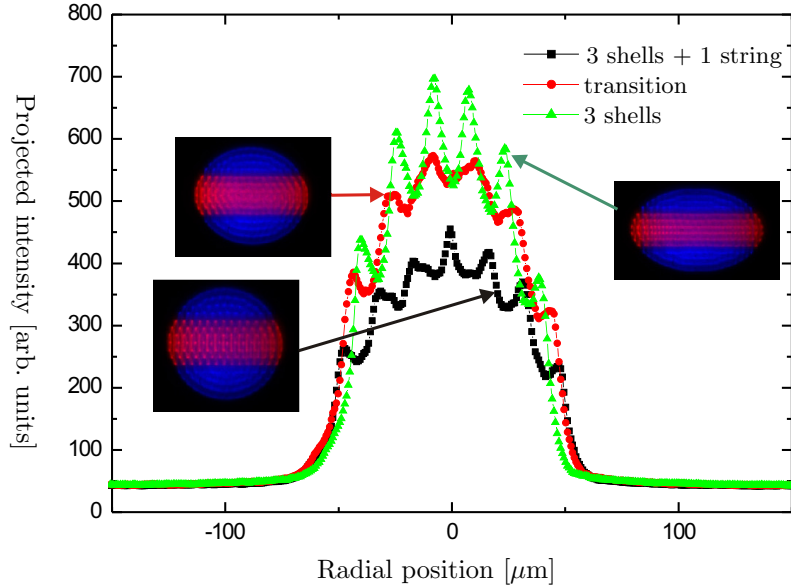 800
700
600
500
400
300
200
100
0
-100
0
100
Projected intensity [arb. units]
Radial position [μm]
3 shells + 1 string
transition
3 shells